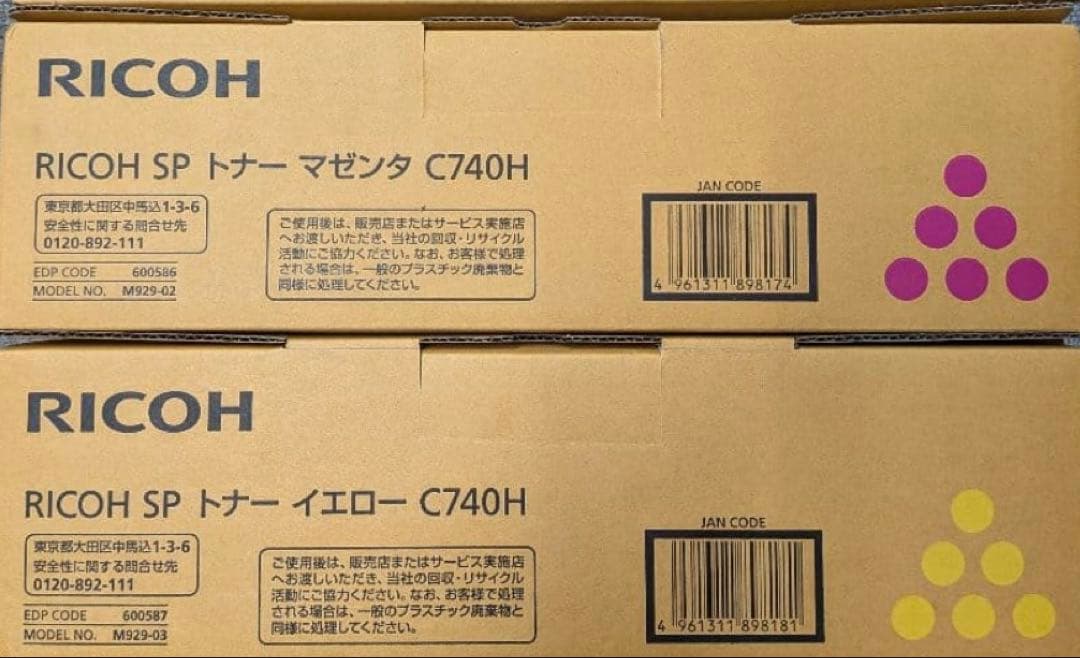 RICOH
RICOH SP トナー マゼンタ C740H
東京都大田区中馬込1-3-6
安全性に関する問合せ先
0120-892-111
EDP CODE 600586
MODEL NO. M929-02
ご使用後は、販売店またはサービス実施店
へお渡しいただき、当社の回収・リサイクル
活動にご協力ください。なお、お客様で処理
される場合は、一般のプラスチック廃棄物と
同様に処理してください。
JAN CODE
4 961311 898174
RICOH
RICOH SP トナー イエロー C740H
東京都大田区中馬込1-3-6
安全性に関する問合せ先
0120-892-111
EDP CODE 600587
MODEL NO. M929-03
ご使用後は、販売店またはサービス実施店
へお渡しいただき、当社の回収・リサイクル
活動にご協力ください。なお、お客様で処理
される場合は、一般のプラスチック廃棄物と
同様に処理してください。
JAN CODE
4 961311 898181